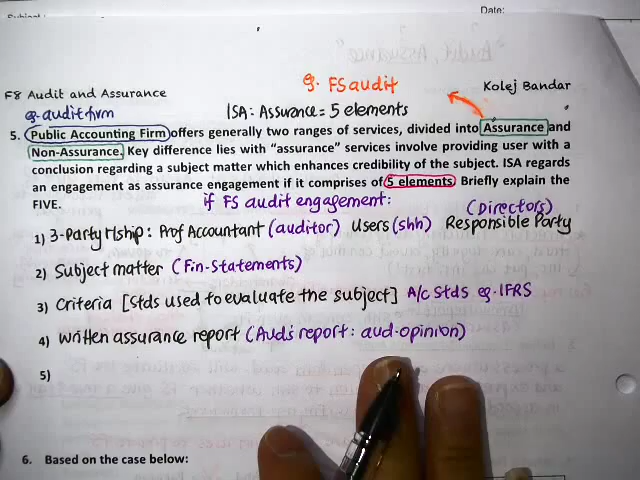 Date:
eg. FS audit
F8 Audit and Assurance Kolej Bandar
eg. audit firm ISA: Assurance = 5 elements
5. Public Accounting Firm offers generally two ranges of services, divided into Assurance and
Non-Assurance. Key difference lies with "assurance" services involve providing user with a
conclusion regarding a subject matter which enhances credibility of the subject. ISA regards
an engagement as assurance engagement if it comprises of 5 elements. Briefly explain the
FIVE. if FS audit engagement: (Directors)
1) 3-Party r/ship: Prof Accountant (auditor) Users (shh) Responsible Party
2) Subject matter (Fin-Statements)
3) Criteria [Stds used to evaluate the subject] A/C Stds eg. IFRS
4) Written assurance report (Aud's report: aud-opinion)
5)
6. Based on the case below: